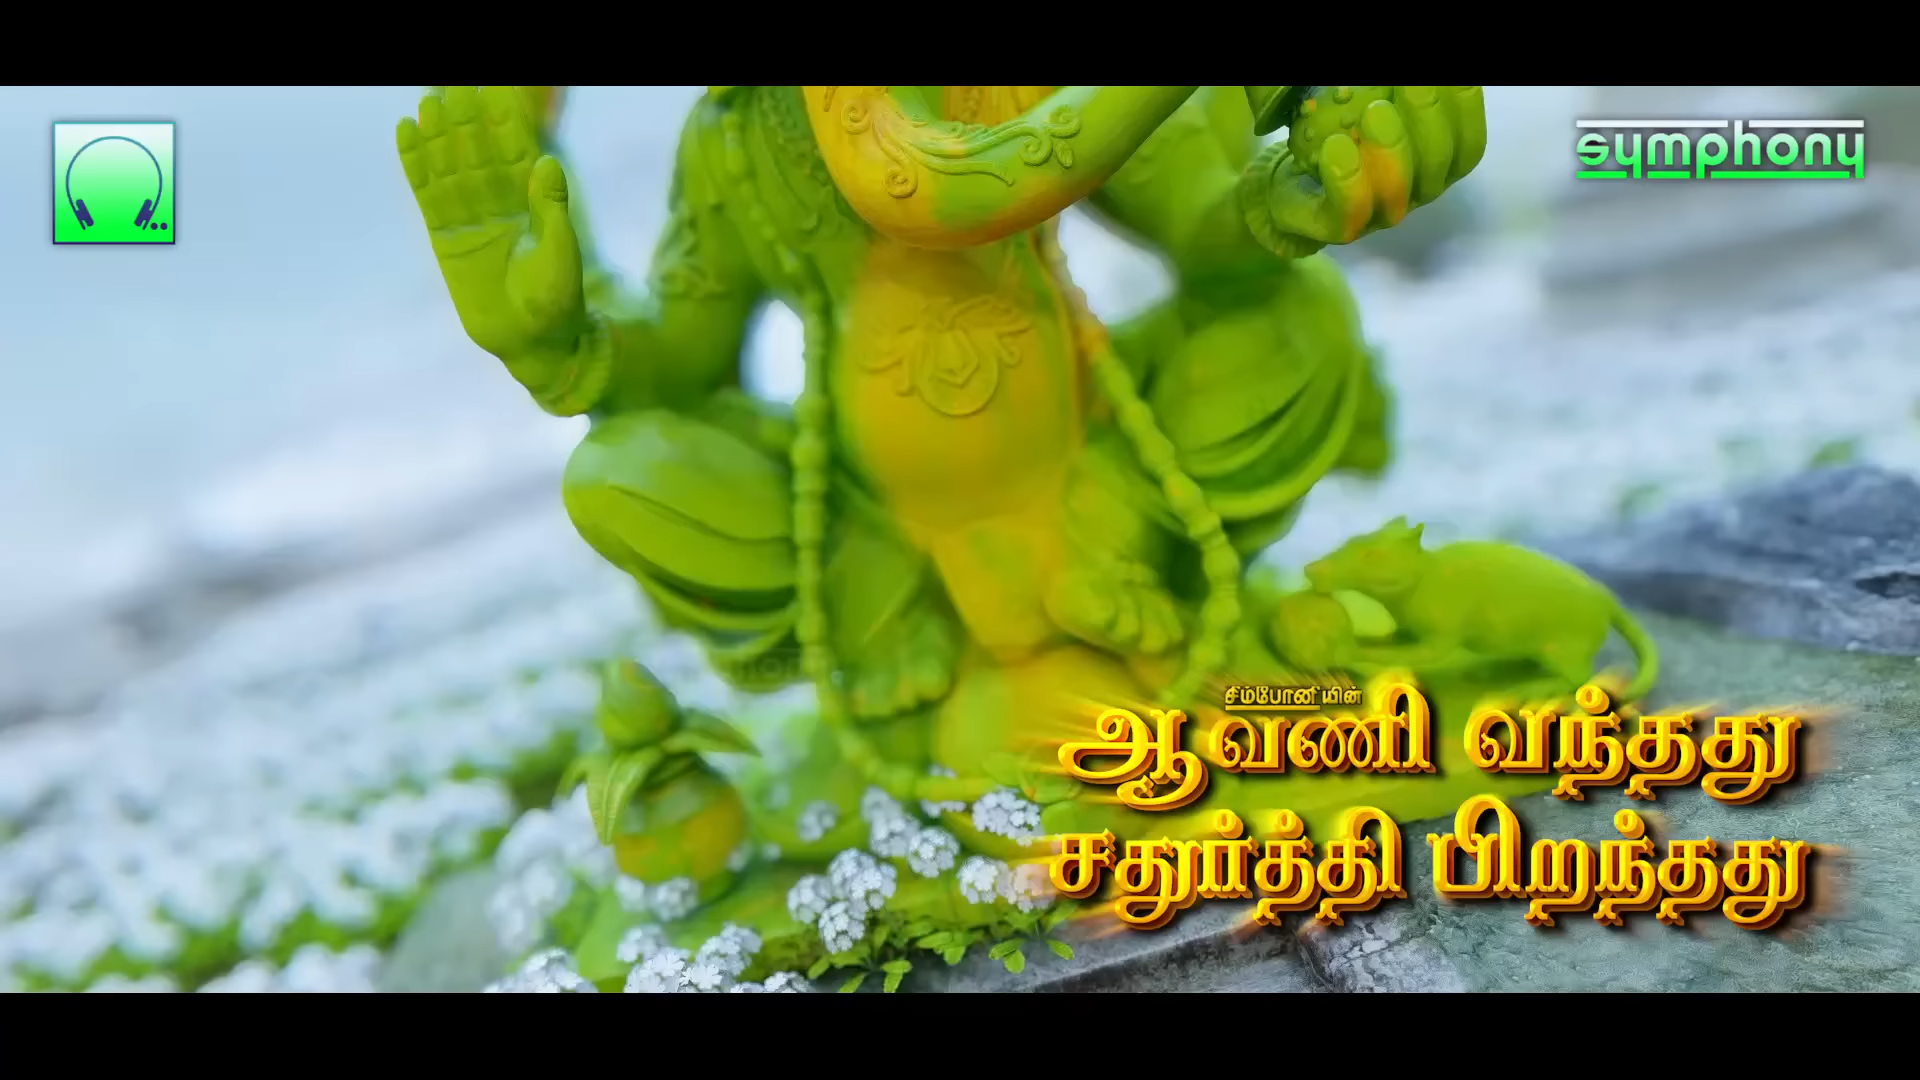 symphony
சிம்போனியின்
ஆவணி வந்தது
சதுர்த்தி பிறந்தது